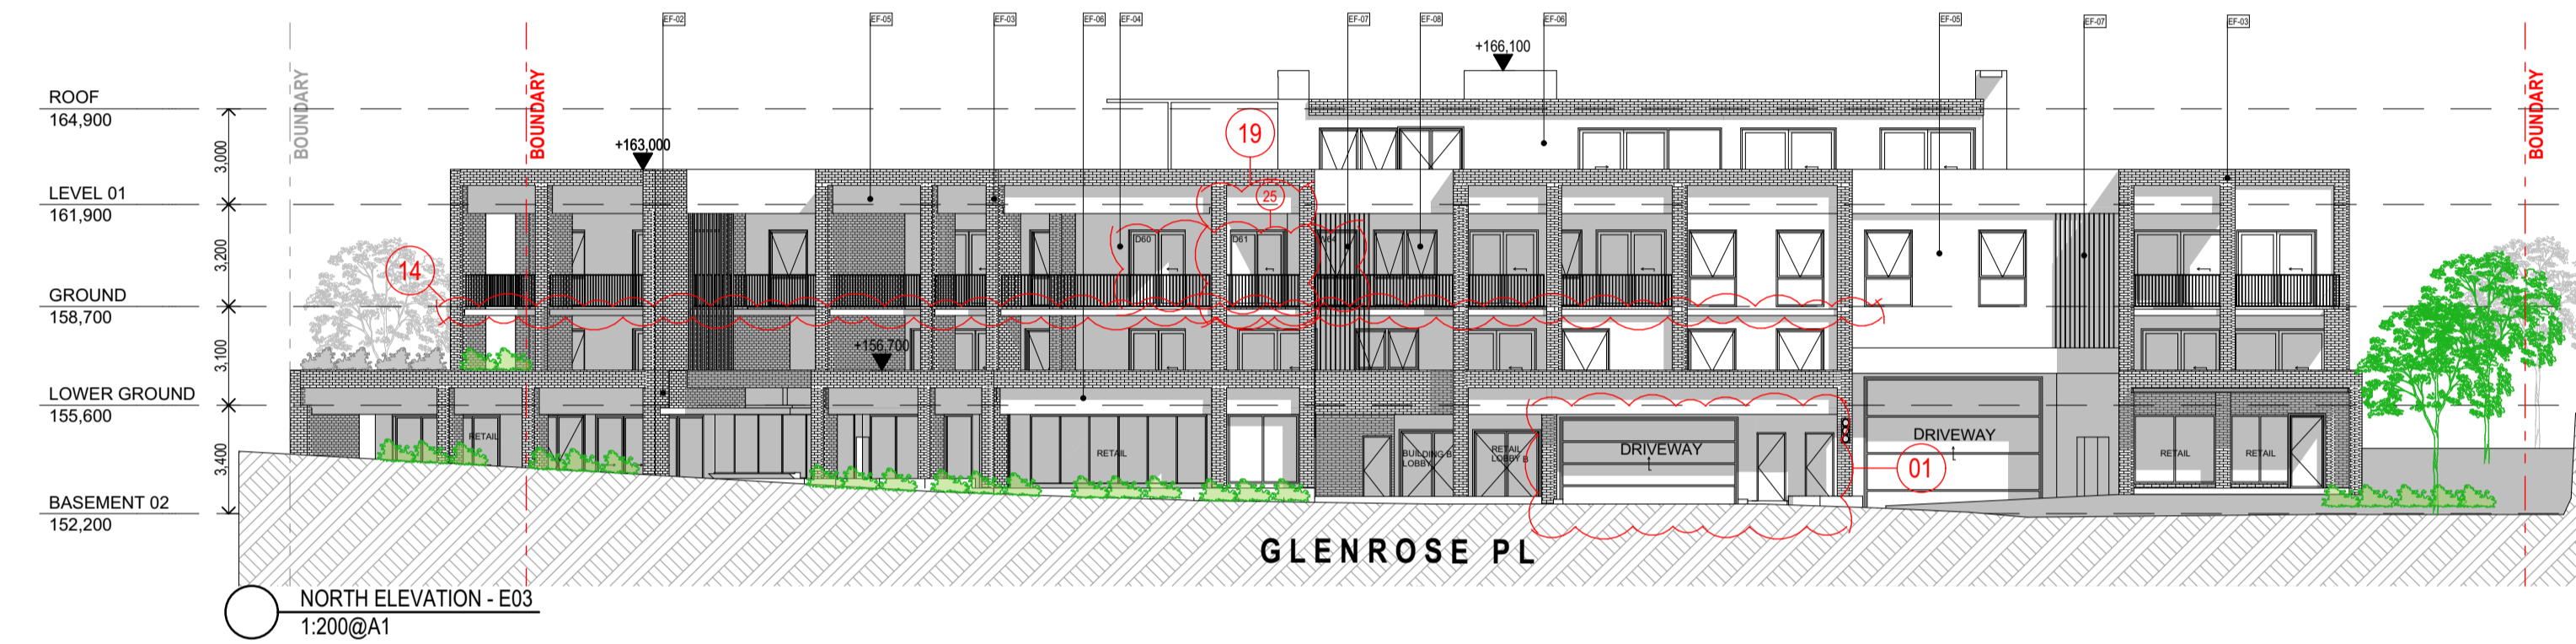 EF-02
EF-05
EF-03
EF-06
EF-04
EF-07
EF-08
EF-06
EF-05
EF-07
EF-03
+166,100
ROOF
164,900
BOUNDARY
BOUNDARY
BOUNDARY
19
+163,000
3,000
LEVEL 01
161,900
25
3,200
D60
D61
14
GROUND
158,700
3,100
+156,700
LOWER GROUND
155,600
3,400
RETAIL
RETAIL
BUILDING B
LOBBY
RETAIL
LOBBY B
DRIVEWAY
01
DRIVEWAY
RETAIL
RETAIL
BASEMENT 02
152,200
GLENROSE PL
NORTH ELEVATION - E03
1:200@A1